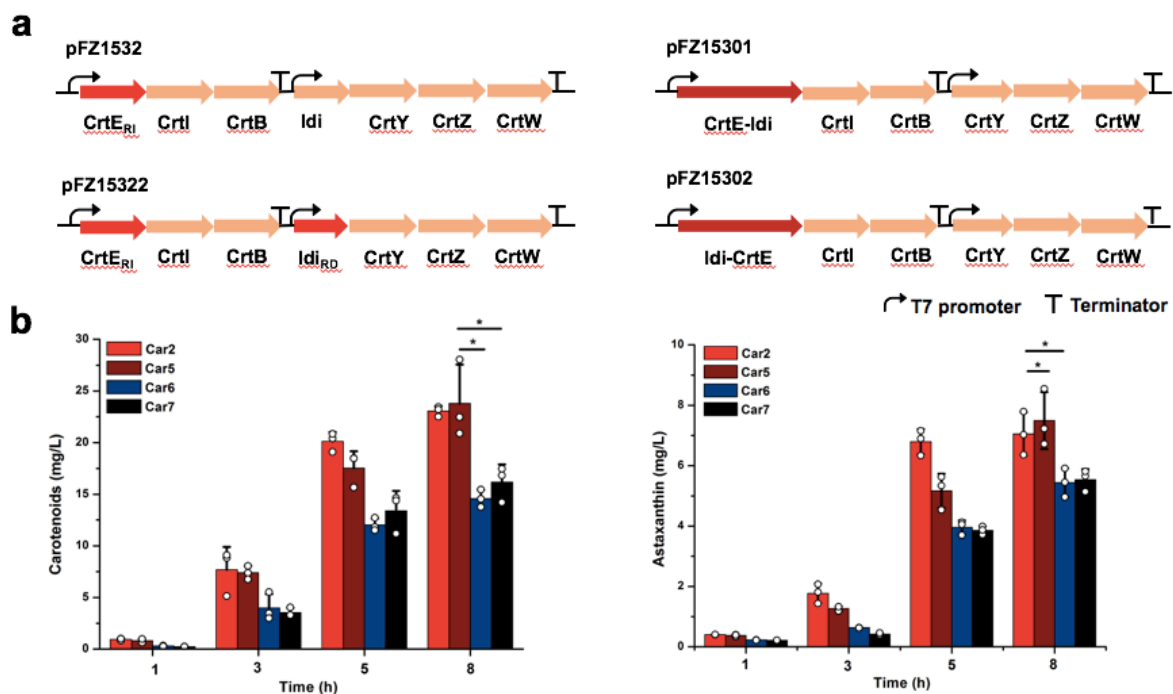 a
pFZ1532
CrtE_RI CrtI CrtB Idi CrtY CrtZ CrtW
pFZ15301
CrtE-Idi CrtI CrtB CrtY CrtZ CrtW
pFZ15322
CrtE_RI CrtI CrtB Idi_RD CrtY CrtZ CrtW
pFZ15302
Idi-CrtE CrtI CrtB CrtY CrtZ CrtW
T7 promoter Terminator
b
Carotenoids (mg/L)
30
25
20
15
10
5
0
Car2
Car5
Car6
Car7
*
*
1 3 5 8
Time (h)
Astaxanthin (mg/L)
10
8
6
4
2
0
Car2
Car5
Car6
Car7
*
*
1 3 5 8
Time (h)